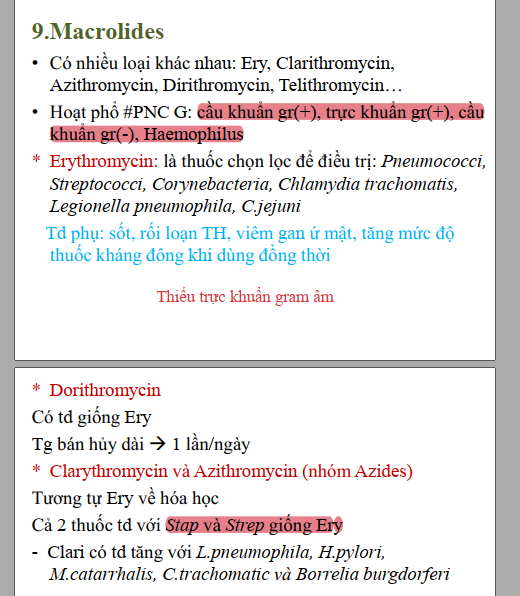 9.Macrolides
• Có nhiều loại khác nhau: Ery, Clarithromycin,
Azithromycin, Dirithromycin, Telithromycin…
• Hoạt phổ #PNC G: cầu khuẩn gr(+), trực khuẩn gr(+), cầu
khuẩn gr(-), Haemophilus
* Erythromycin: là thuốc chọn lọc để điều trị: Pneumococci,
Streptococci, Corynebacteria, Chlamydia trachomatis,
Legionella pneumophila, C.jejuni
Td phụ: sốt, rối loạn TH, viêm gan ứ mật, tăng mức độ
thuốc kháng đông khi dùng đồng thời
Thiếu trực khuẩn gram âm
* Dorithromycin
Có td giống Ery
Tg bán hủy dài → 1 lần/ngày
* Clarythromycin và Azithromycin (nhóm Azides)
Tương tự Ery về hóa học
Cả 2 thuốc td với Stap và Strep giống Ery
- Clari có td tăng với L.pneumophila, H.pylori,
M.catarrhalis, C.trachomatic và Borrelia burgdorferi